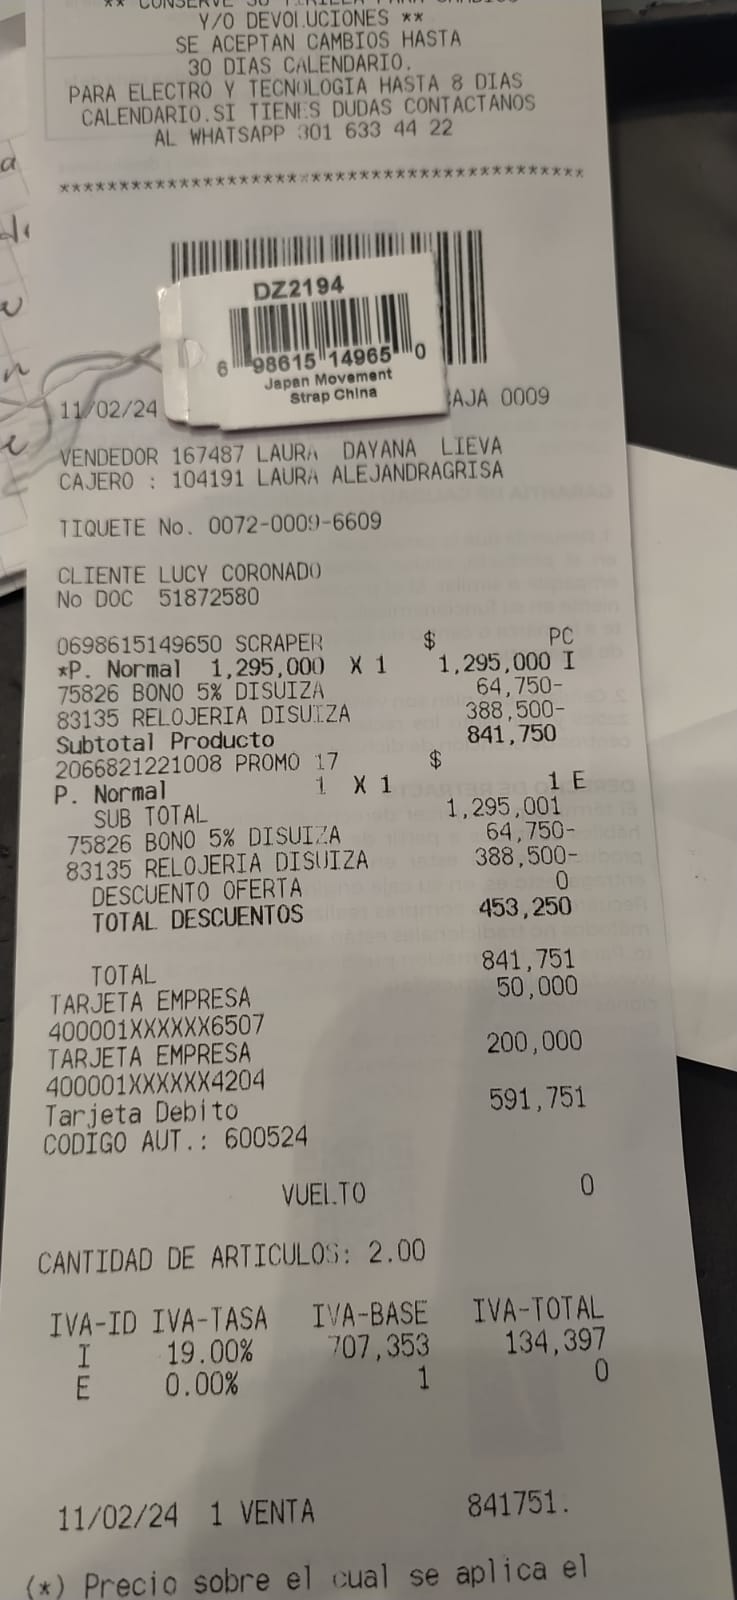 ** CONSERVE SU TIRILLA PARA CAMBIOS
Y/O DEVOLUCIONES **
SE ACEPTAN CAMBIOS HASTA
30 DIAS CALENDARIO.
PARA ELECTRO Y TECNOLOGIA HASTA 8 DIAS
CALENDARIO.SI TIENES DUDAS CONTACTANOS
AL WHATSAPP 301 633 44 22
*******************************************
DZ2194
6 98615 14965 0
Japan Movement
Strap China
11/02/24 CAJA 0009
VENDEDOR 167487 LAURA DAYANA LIEVA
CAJERO : 104191 LAURA ALEJANDRAGRISA
TIQUETE No. 0072-0009-6609
CLIENTE LUCY CORONADO
No DOC 51872580
0698615149650 SCRAPER $ PC
*P. Normal 1,295,000 X 1 1,295,000 I
75826 BONO 5% DISUIZA 64,750-
83135 RELOJERIA DISUIZA 388,500-
Subtotal Producto 841,750
2066821221008 PROMO 17 $
P. Normal 1 X 1 1 E
SUB TOTAL 1,295,001
75826 BONO 5% DISUIZA 64,750-
83135 RELOJERIA DISUIZA 388,500-
DESCUENTO OFERTA 0
TOTAL DESCUENTOS 453,250
TOTAL 841,751
TARJETA EMPRESA 50,000
400001XXXXXX6507
TARJETA EMPRESA 200,000
400001XXXXXX4204
Tarjeta Debito 591,751
CODIGO AUT.: 600524
VUELTO 0
CANTIDAD DE ARTICULOS: 2.00
IVA-ID IVA-TASA IVA-BASE IVA-TOTAL
I 19.00% 707,353 134,397
E 0.00% 1 0
11/02/24 1 VENTA 841751.
(*) Precio sobre el cual se aplica el